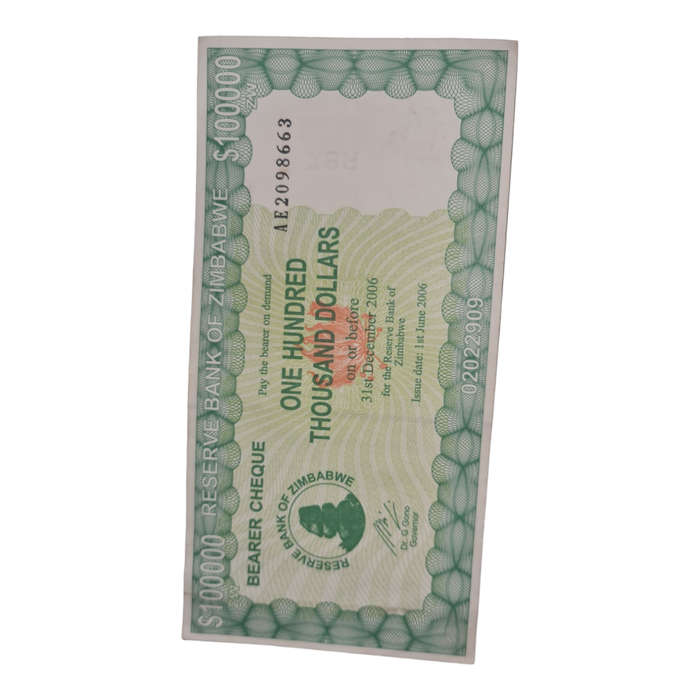 $100000 RESERVE BANK OF ZIMBABWE $100000
ZW
ZW
BEARER CHEQUE
AE2098663
Pay the bearer on demand
ONE HUNDRED
THOUSAND DOLLARS
on or before
31st December 2006
for the Reserve Bank of
Zimbabwe
Issue date: 1st June 2006
RESERVE BANK OF ZIMBABWE
Dr. G Gono
Governor
02022909